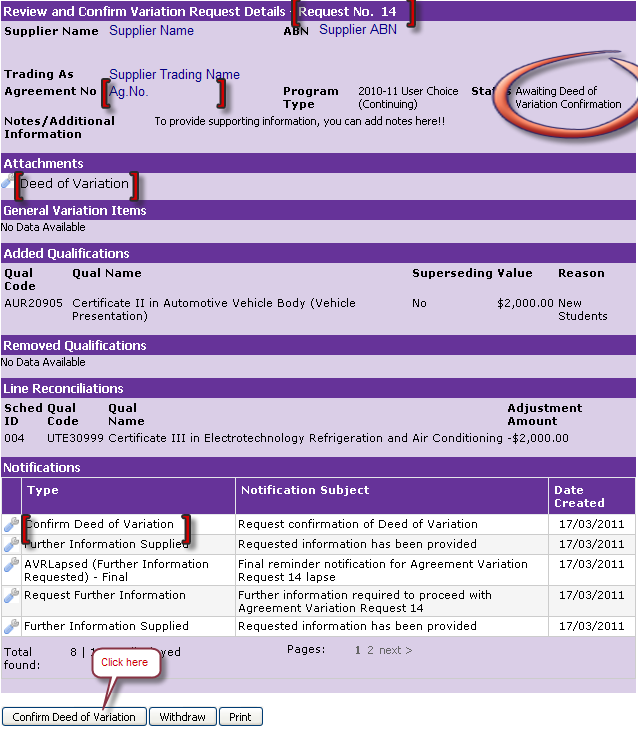 Review and Confirm Variation Request Details - Request No. 14
Supplier Name Supplier Name ABN Supplier ABN
Trading As Supplier Trading Name
Agreement No Ag.No. Program Type 2010-11 User Choice (Continuing) Status Awaiting Deed of Variation Confirmation
Notes/Additional Information To provide supporting information, you can add notes here!!
Attachments
Deed of Variation
General Variation Items
No Data Available
Added Qualifications
Qual Code Qual Name Superseding Value Reason
AUR20905 Certificate II in Automotive Vehicle Body (Vehicle Presentation) No $2,000.00 New Students
Removed Qualifications
No Data Available
Line Reconciliations
Sched ID Qual Code Qual Name Adjustment Amount
004 UTE30999 Certificate III in Electrotechnology Refrigeration and Air Conditioning -$2,000.00
Notifications
Type Notification Subject Date Created
Confirm Deed of Variation Request confirmation of Deed of Variation 17/03/2011
Further Information Supplied Requested information has been provided 17/03/2011
AVRLapsed (Further Information Requested) - Final Final reminder notification for Agreement Variation Request 14 lapse 17/03/2011
Request Further Information Further information required to proceed with Agreement Variation Request 14 17/03/2011
Further Information Supplied Requested information has been provided 17/03/2011
Total found: 8 | Pages: 1 2 next >
Click here
Confirm Deed of Variation Withdraw Print